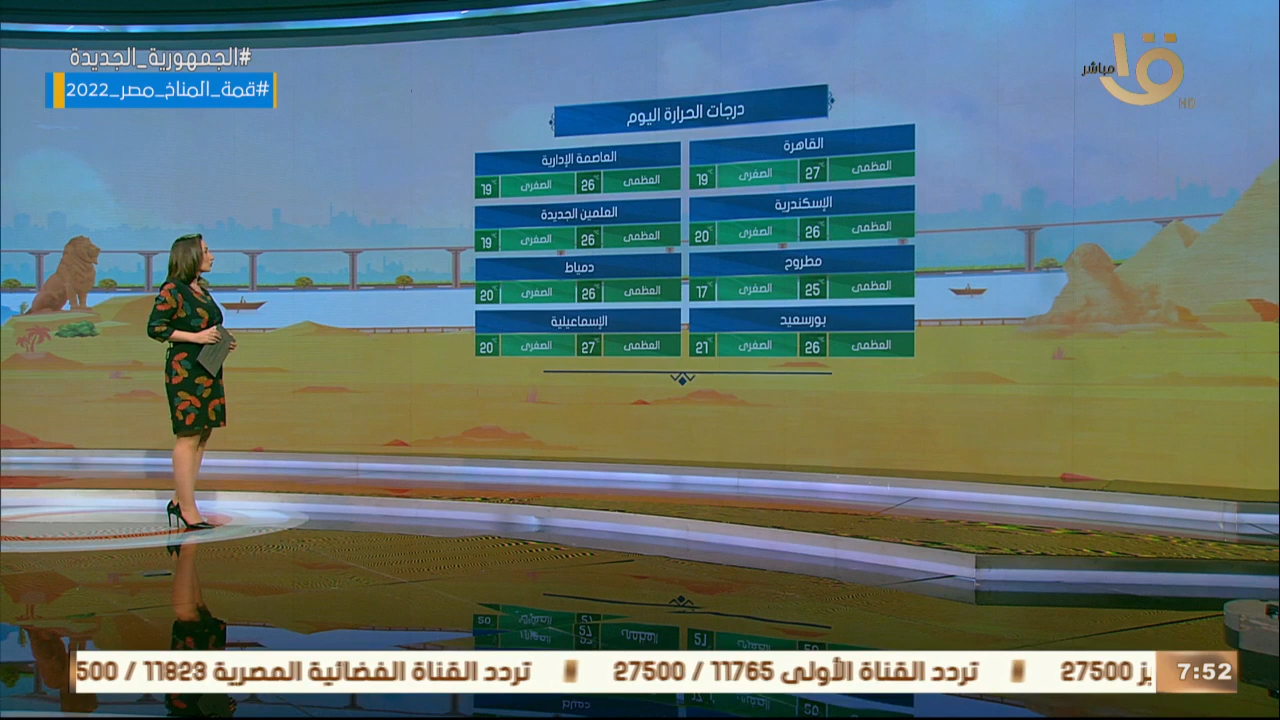 #الجمهورية_الجديدة
#قمة_المناخ_مصر_2022
مباشر
HD
درجات الحرارة اليوم
القاهرة
العظمى 27 الصغرى 19
العاصمة الإدارية
العظمى 26 الصغرى 19
الإسكندرية
العظمى 26 الصغرى 20
العلمين الجديدة
العظمى 26 الصغرى 19
مطروح
العظمى 25 الصغرى 17
دمياط
العظمى 26 الصغرى 20
بورسعيد
العظمى 26 الصغرى 21
الإسماعيلية
العظمى 27 الصغرى 20
7:52
يز 27500 تردد القناة الأولى 11765 / 27500 تردد القناة الفضائية المصرية 11823 / 500